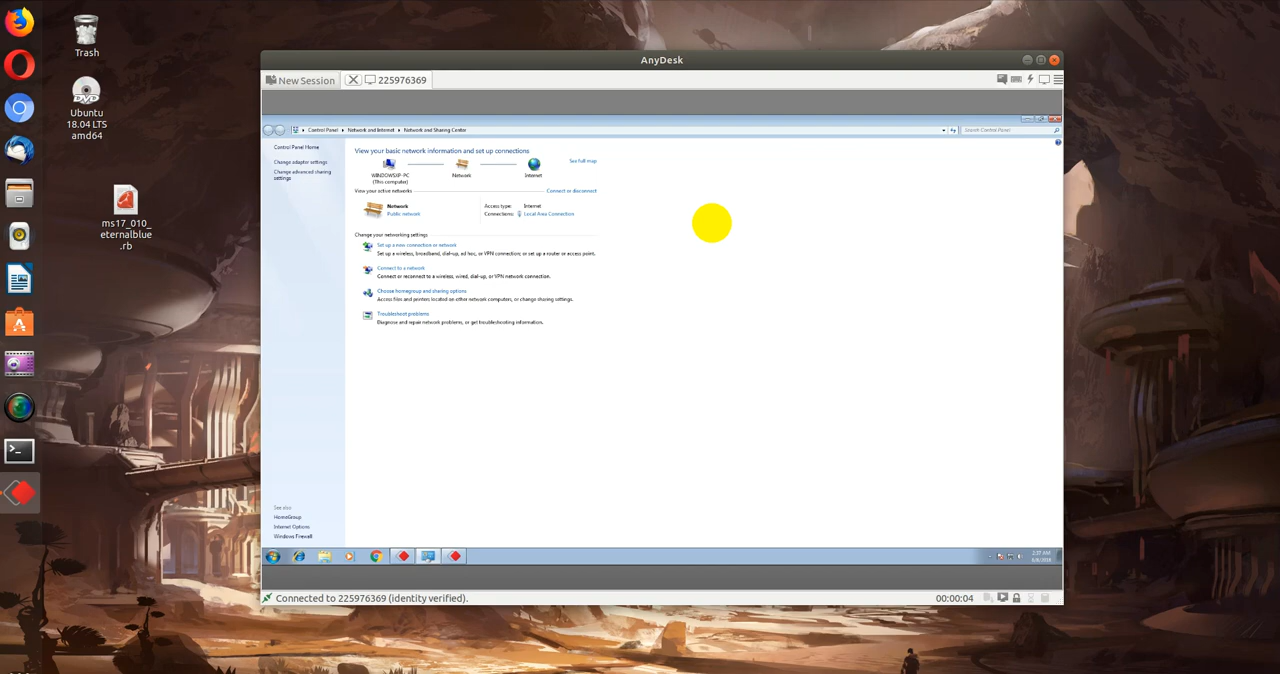 Trash
Ubuntu
18.04 LTS
amd64
ms17_010_
eternalblue
.rb
AnyDesk
New Session
225976369
Control Panel
Network and Internet
Network and Sharing Center
Search Control Panel
Control Panel Home
Change adapter settings
Change advanced sharing
settings
View your basic network information and set up connections
See full map
WINDOWSXP-PC
(This computer)
Network
Internet
View your active networks
Connect or disconnect
Network
Public network
Access type: Internet
Connections: Local Area Connection
Change your networking settings
Set up a new connection or network
Set up a wireless, broadband, dial-up, ad hoc, or VPN connection; or set up a router or access point.
Connect to a network
Connect or reconnect to a wireless, wired, dial-up, or VPN network connection.
Choose homegroup and sharing options
Access files and printers located on other network computers, or change sharing settings.
Troubleshoot problems
Diagnose and repair network problems, or get troubleshooting information.
See also
HomeGroup
Internet Options
Windows Firewall
2:37 AM
Connected to 225976369 (identity verified).
00:00:04